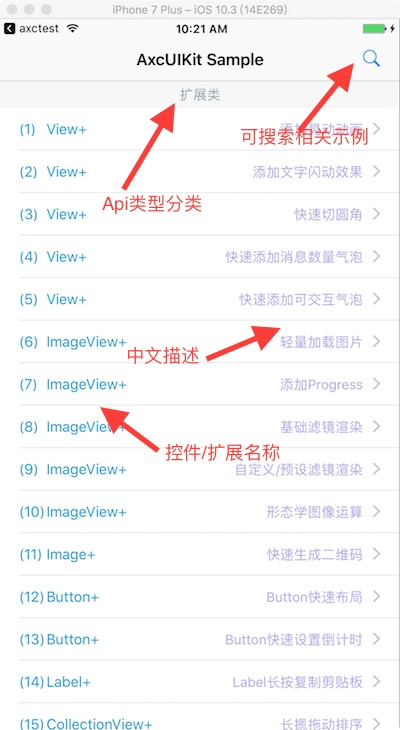 iPhone 7 Plus – iOS 10.3 (14E269)
axctest 10:21 AM
AxcUIKit Sample
扩展类
可搜索相关示例
(1) View+
(2) View+ 添加文字闪动效果
Api类型分类
(3) View+ 快速切圆角
(4) View+ 快速添加消息数量气泡
(5) View+ 快速添加可交互气泡
(6) ImageView+ 轻量加载图片
中文描述
(7) ImageView+ 添加Progress
(8) ImageView+ 基础滤镜渲染
控件/扩展名称
(9) ImageView+ 自定义/预设滤镜渲染
(10) ImageView+ 形态学图像运算
(11) Image+ 快速生成二维码
(12) Button+ Button快速布局
(13) Button+ Button快速设置倒计时
(14) Label+ Label长按复制剪贴板
(15) CollectionView+ 长摁拖动排序